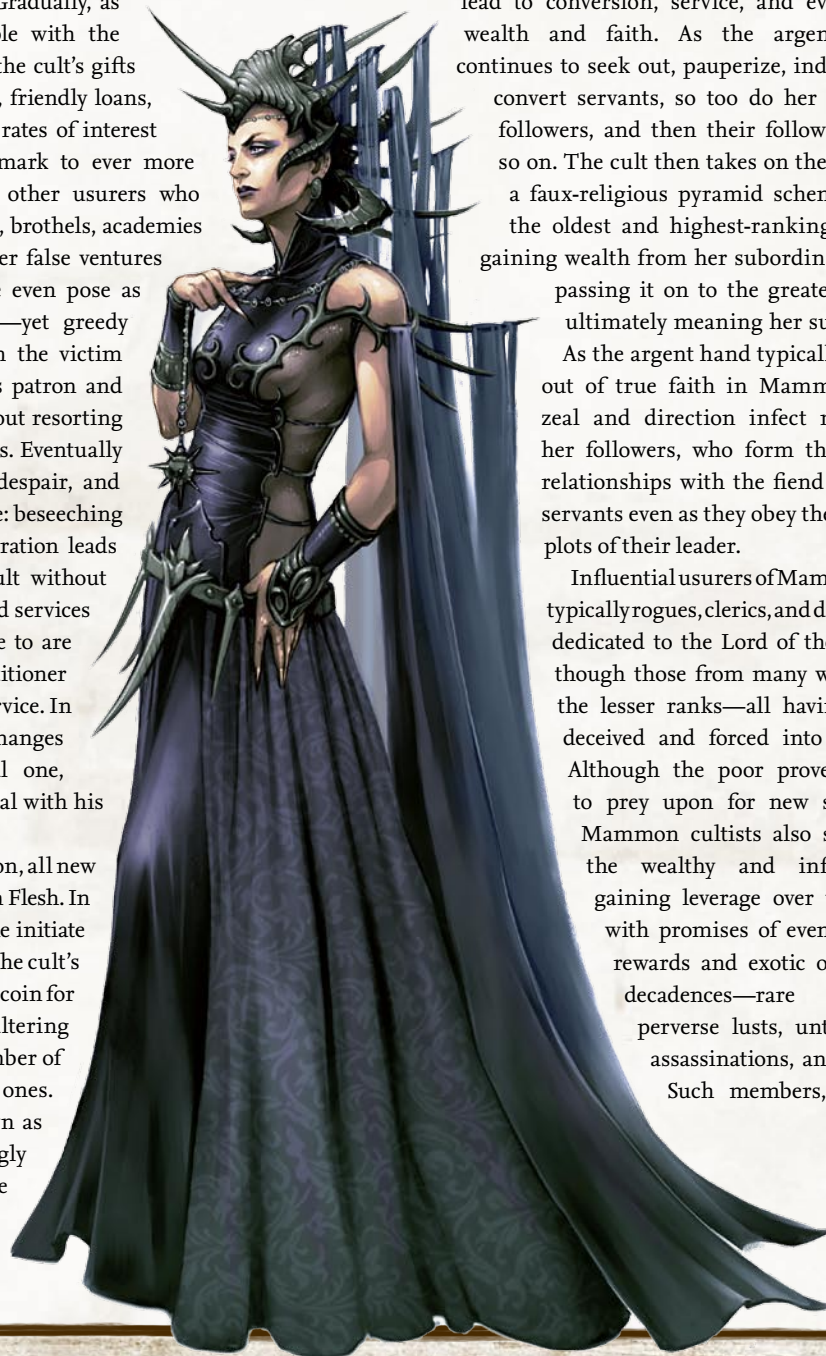 Gradually, as
with the
the cult's gifts
, friendly loans,
rates of interest
mark to ever more
other usurers who
, brothels, academies
er false ventures
even pose as
—yet greedy
the victim
patron and
out resorting
s. Eventually
despair, and
e: beseeching
ration leads
ult without
d services
e to are
itioner
rvice. In
hanges
l one,
al with his
on, all new
n Flesh. In
e initiate
he cult's
coin for
ltering
ber of
ones.
n as
gly
e
lead to conversion, service, and ev
wealth and faith. As the argen
continues to seek out, pauperize, ind
convert servants, so too do her
followers, and then their follow
so on. The cult then takes on the
a faux-religious pyramid schem
the oldest and highest-ranking
gaining wealth from her subordin
passing it on to the greate
ultimately meaning her su
As the argent hand typicall
out of true faith in Mamm
zeal and direction infect
her followers, who form th
relationships with the fiend
servants even as they obey the
plots of their leader.
Influential usurers of Mam
typically rogues, clerics, and d
dedicated to the Lord of the
though those from many w
the lesser ranks—all havi
deceived and forced into
Although the poor prove
to prey upon for new s
Mammon cultists also s
the wealthy and inf
gaining leverage over
with promises of even
rewards and exotic o
decadences—rare
perverse lusts, unt
assassinations, an
Such members,